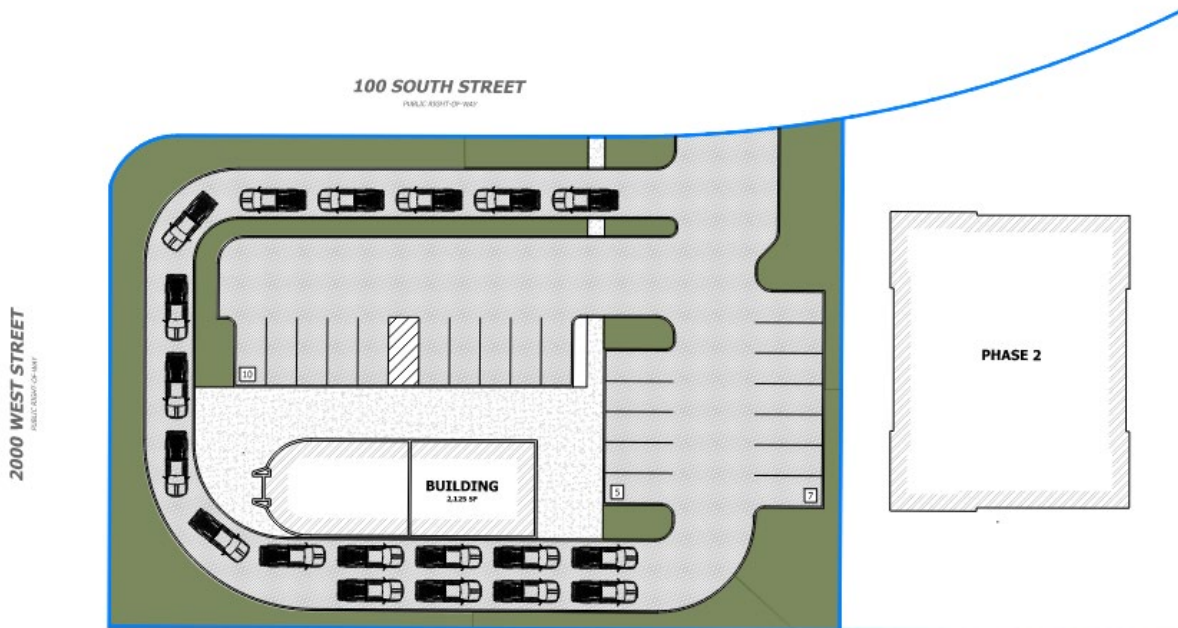 100 SOUTH STREET
PUBLIC RIGHT-OF-WAY
2000 WEST STREET
PUBLIC RIGHT-OF-WAY
10
BUILDING
2,125 SF
5
7
PHASE 2